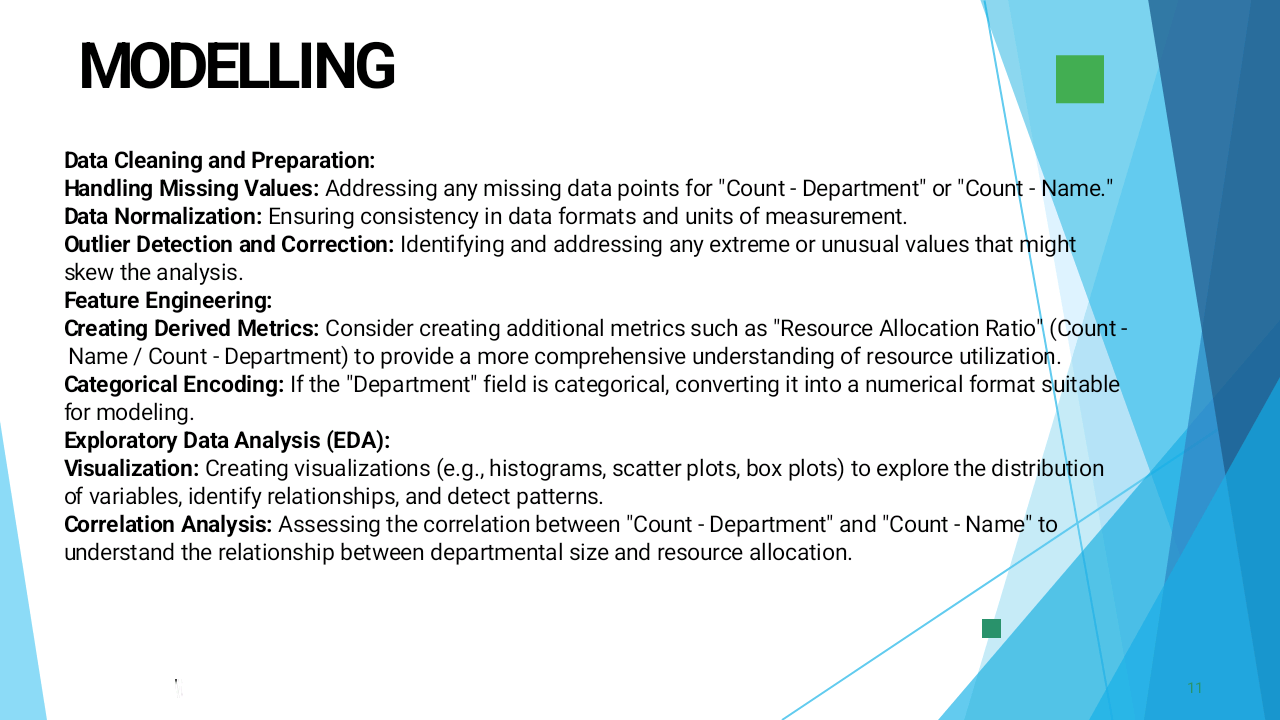 MODELLING
Data Cleaning and Preparation:
Handling Missing Values: Addressing any missing data points for "Count - Department" or "Count - Name."
Data Normalization: Ensuring consistency in data formats and units of measurement.
Outlier Detection and Correction: Identifying and addressing any extreme or unusual values that might
skew the analysis.
Feature Engineering:
Creating Derived Metrics: Consider creating additional metrics such as "Resource Allocation Ratio" (Count -
Name / Count - Department) to provide a more comprehensive understanding of resource utilization.
Categorical Encoding: If the "Department" field is categorical, converting it into a numerical format suitable
for modeling.
Exploratory Data Analysis (EDA):
Visualization: Creating visualizations (e.g., histograms, scatter plots, box plots) to explore the distribution
of variables, identify relationships, and detect patterns.
Correlation Analysis: Assessing the correlation between "Count - Department" and "Count - Name" to
understand the relationship between departmental size and resource allocation.
11